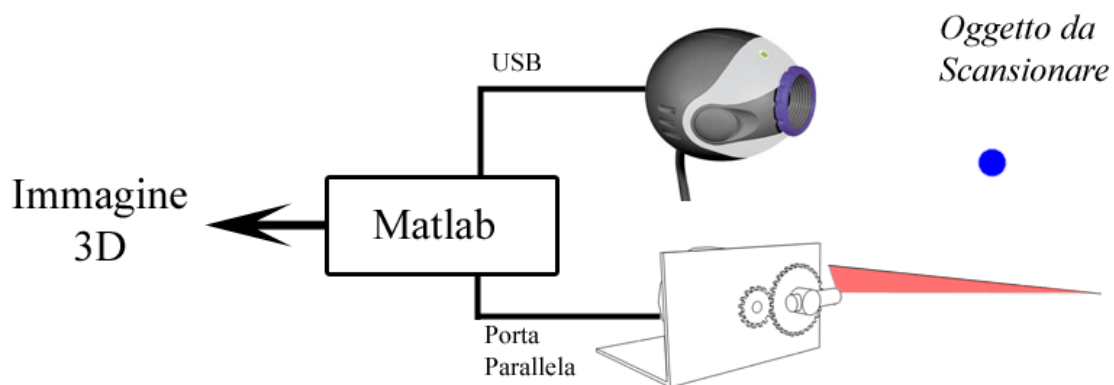 USB
Oggetto da
Scansionare
Immagine
3D
Matlab
Porta
Parallela